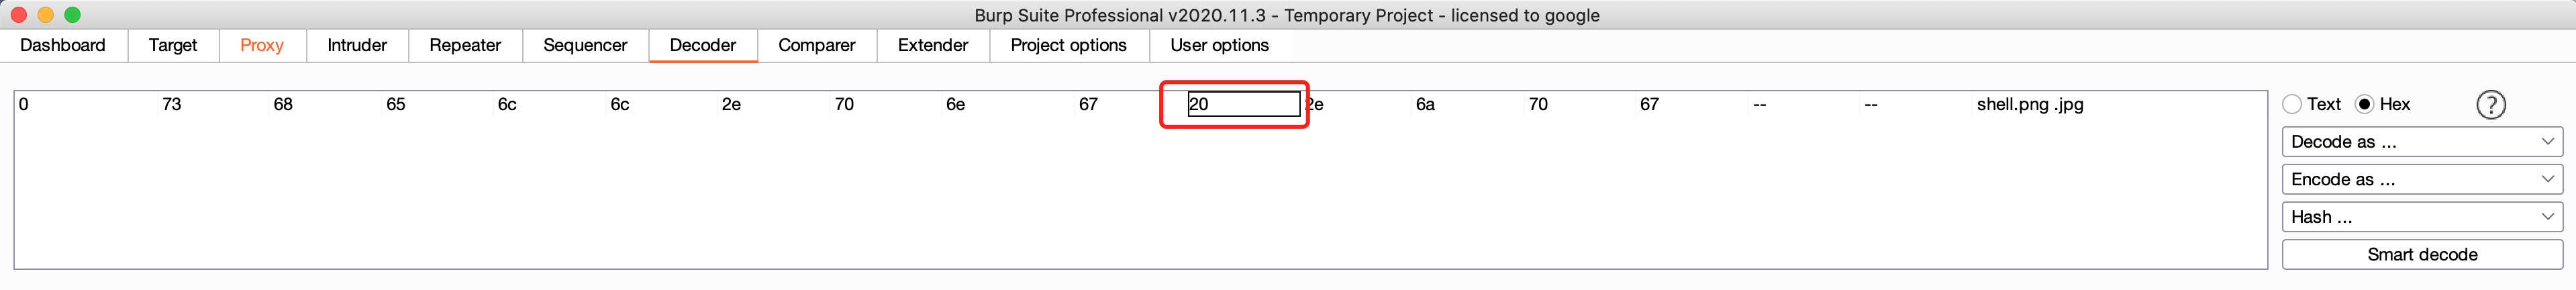 Burp Suite Professional v2020.11.3 - Temporary Project - licensed to google
Dashboard Target Proxy Intruder Repeater Sequencer Decoder Comparer Extender Project options User options
0 73 68 65 6c 6c 2e 70 6e 67 20 2e 6a 70 67 -- -- shell.png .jpg
Text Hex ?
Decode as ...
Encode as ...
Hash ...
Smart decode